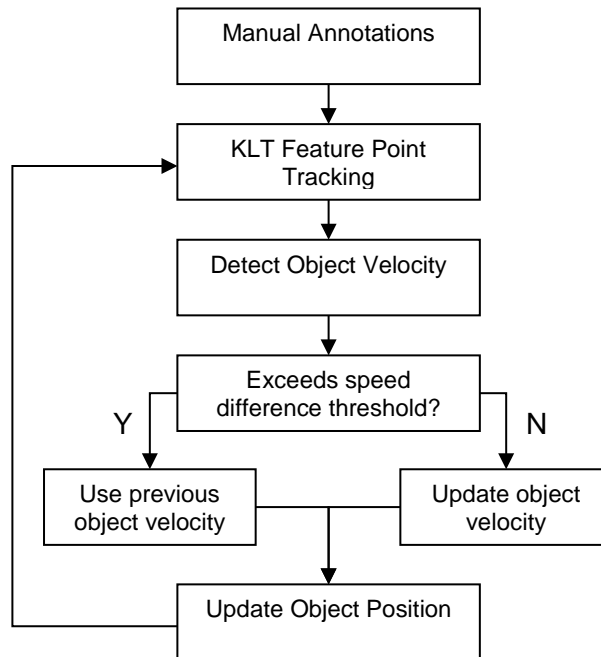 Manual Annotations
KLT Feature Point
Tracking
Detect Object Velocity
Exceeds speed
difference threshold?
Y
N
Use previous
object velocity
Update object
velocity
Update Object Position